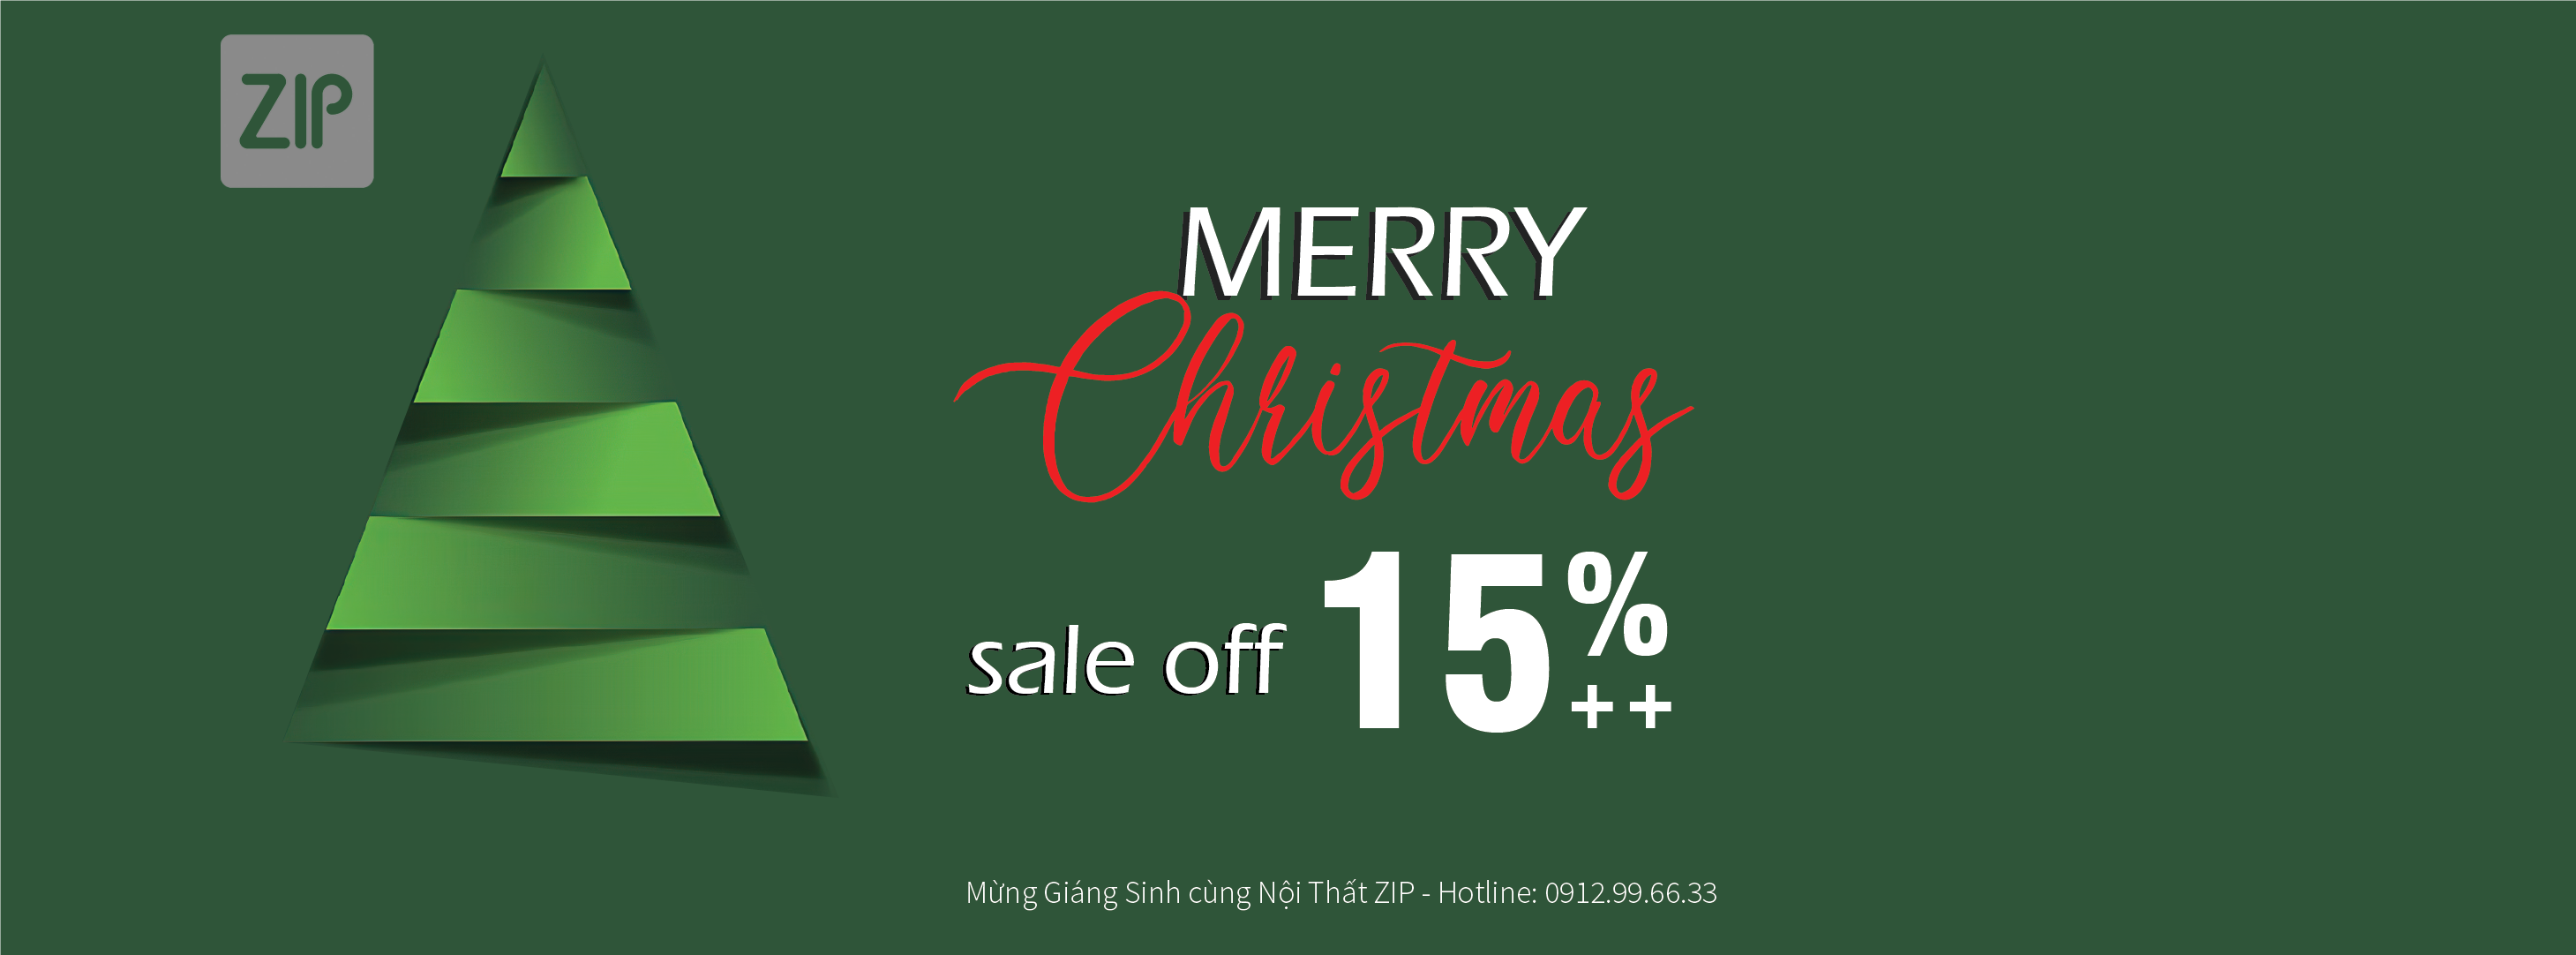 ZIP
MERRY
Christmas
sale off 15%
++
Mừng Giáng Sinh cùng Nội Thất ZIP - Hotline: 0912.99.66.33